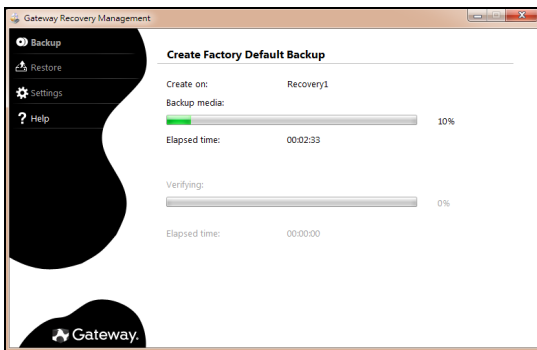 Gateway Recovery Management
Backup
Restore
Settings
? Help
Create Factory Default Backup
Create on: Recovery1
Backup media:
10%
Elapsed time: 00:02:33
Verifying:
0%
Elapsed time: 00:00:00
Gateway.